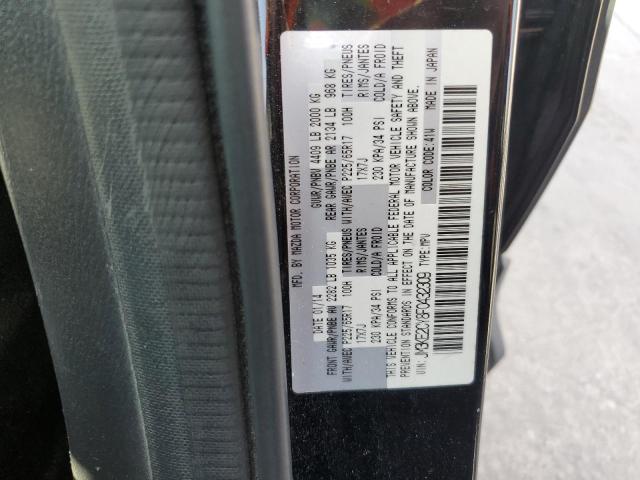 MFD. BY MAZDA MOTOR CORPORATION
DATE 07/14 GVWR/PNBV 4409 LB 2000 KG
FRONT GAWR/PNBE AV 2282 LB 1035 KG REAR GAWR/PNBE AR 2134 LB 968 KG
WITH/AVEC P225/65R17 100H TIRES/PNEUS WITH/AVEC P225/65R17 100H TIRES/PNEUS
17X7J RIMS/JANTES 17X7J RIMS/JANTES
230 KPA/34 PSI COLD/A FROID 230 KPA/34 PSI COLD/A FROID
THIS VEHICLE CONFORMS TO ALL APPLICABLE FEDERAL MOTOR VEHICLE SAFETY AND THEFT
PREVENTION STANDARDS IN EFFECT ON THE DATE OF MANUFACTURE SHOWN ABOVE.
VIN: JM3KE2CY8F0432309 TYPE: MPV COLOR CODE: 41W MADE IN JAPAN